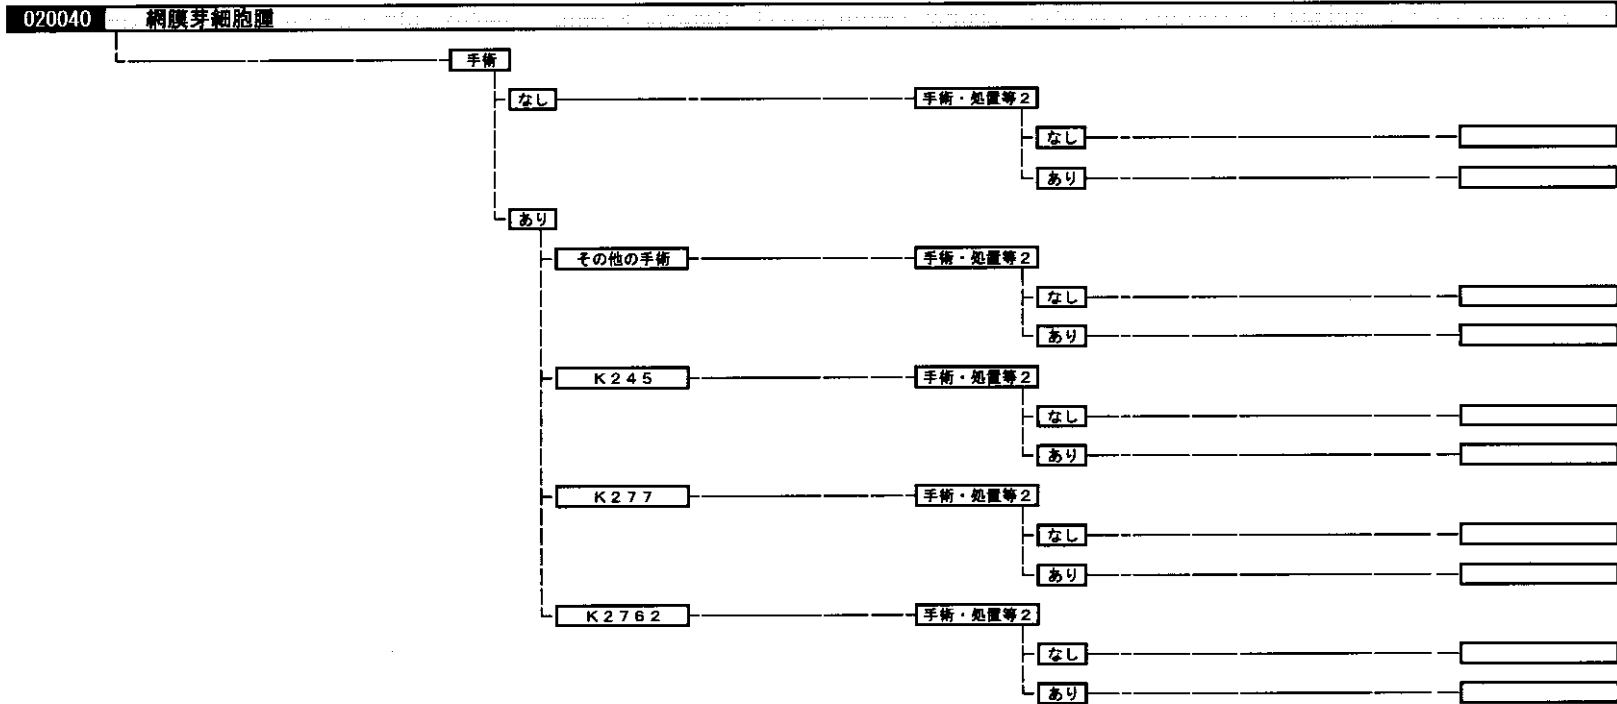 020040 網膜芽細胞腫
手術
なし
手術・処置等2
なし
あり
あり
その他の手術
手術・処置等2
なし
あり
K245
手術・処置等2
なし
あり
K277
手術・処置等2
なし
あり
K2762
手術・処置等2
なし
あり